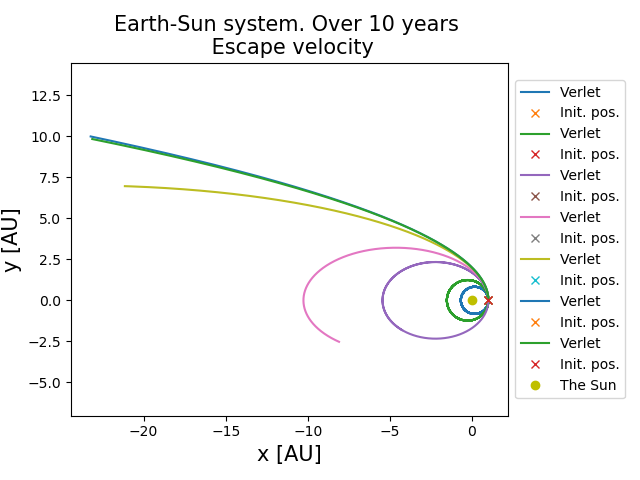 Earth-Sun system. Over 10 years
Escape velocity
12.5
10.0
7.5
5.0
2.5
0.0
−2.5
−5.0
y [AU]
−20
−15
−10
−5
0
x [AU]
Verlet
Init. pos.
Verlet
Init. pos.
Verlet
Init. pos.
Verlet
Init. pos.
Verlet
Init. pos.
Verlet
Init. pos.
Verlet
Init. pos.
The Sun